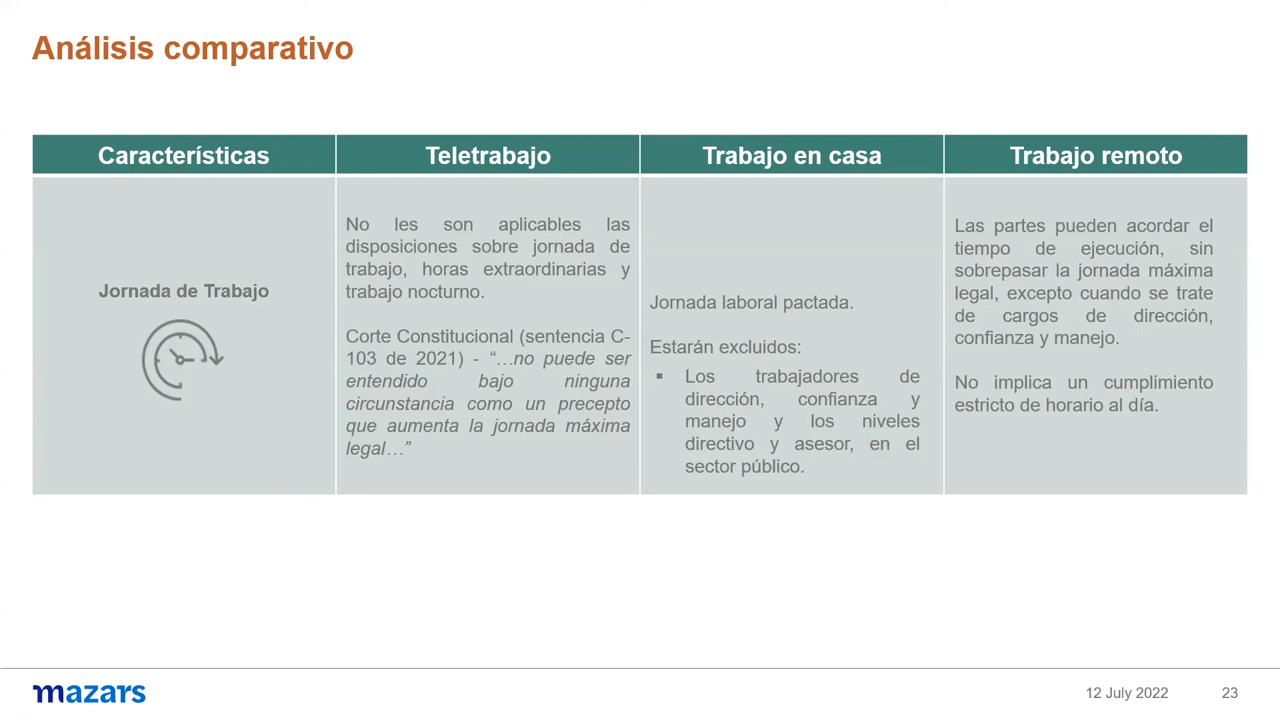 Análisis comparativo
Características
Teletrabajo
Trabajo en casa
Trabajo remoto
Jornada de Trabajo
No les son aplicables las
disposiciones sobre jornada de
trabajo, horas extraordinarias y
trabajo nocturno.
Corte Constitucional (sentencia C-
103 de 2021) - “…no puede ser
entendido bajo ninguna
circunstancia como un precepto
que aumenta la jornada máxima
legal…”
Jornada laboral pactada.
Estarán excluidos:
▪ Los trabajadores de
dirección, confianza y
manejo y los niveles
directivo y asesor, en el
sector público.
Las partes pueden acordar el
tiempo de ejecución, sin
sobrepasar la jornada máxima
legal, excepto cuando se trate
de cargos de dirección,
confianza y manejo.
No implica un cumplimiento
estricto de horario al día.
mazars
12 July 2022
23